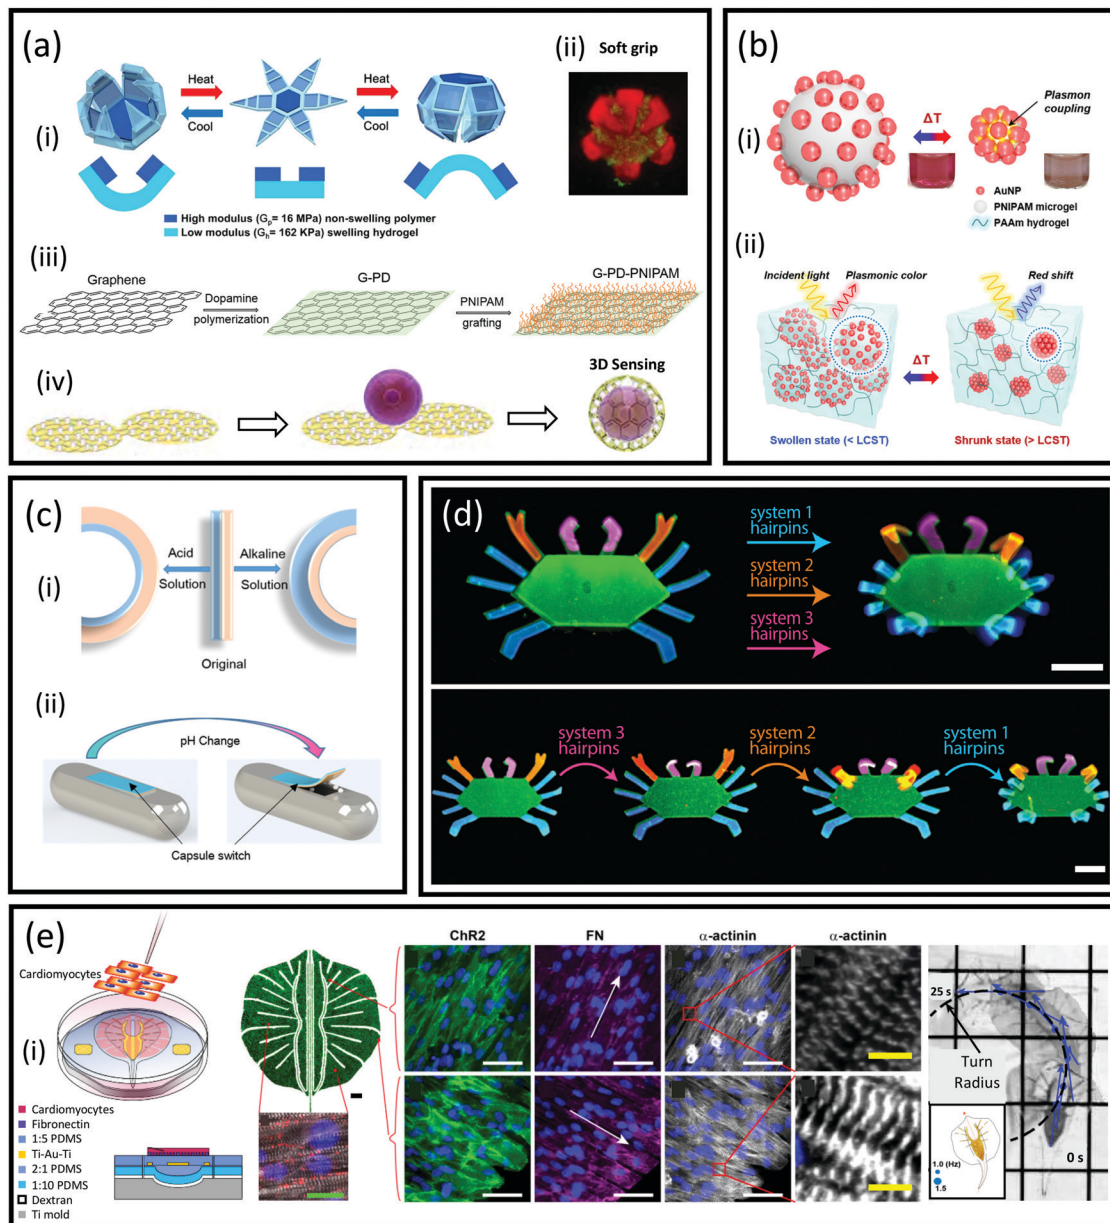 (a)
(i)
Heat
Cool
Heat
Cool
High modulus (Gp= 16 MPa) non-swelling polymer
Low modulus (Gh= 162 KPa) swelling hydrogel
(ii)
Soft grip
(iii)
Graphene
Dopamine
polymerization
G-PD
PNIPAM
grafting
G-PD-PNIPAM
(iv)
3D Sensing
(b)
(i)
ΔT
Plasmon
coupling
AuNP
PNIPAM microgel
PAAm hydrogel
(ii)
Incident light
Plasmonic color
Red shift
ΔT
Swollen state (< LCST)
Shrunk state (> LCST)
(c)
(i)
Acid
Solution
Alkaline
Solution
Original
(ii)
pH Change
Capsule switch
(d)
system 1
hairpins
system 2
hairpins
system 3
hairpins
system 3
hairpins
system 2
hairpins
system 1
hairpins
(e)
Cardiomyocytes
(i)
Cardiomyocytes
Fibronectin
1:5 PDMS
Ti-Au-Ti
2:1 PDMS
1:10 PDMS
Dextran
Ti mold
ChR2
FN
α-actinin
α-actinin
25 s
Turn
Radius
0 s
1.0 (Hz)
1.5